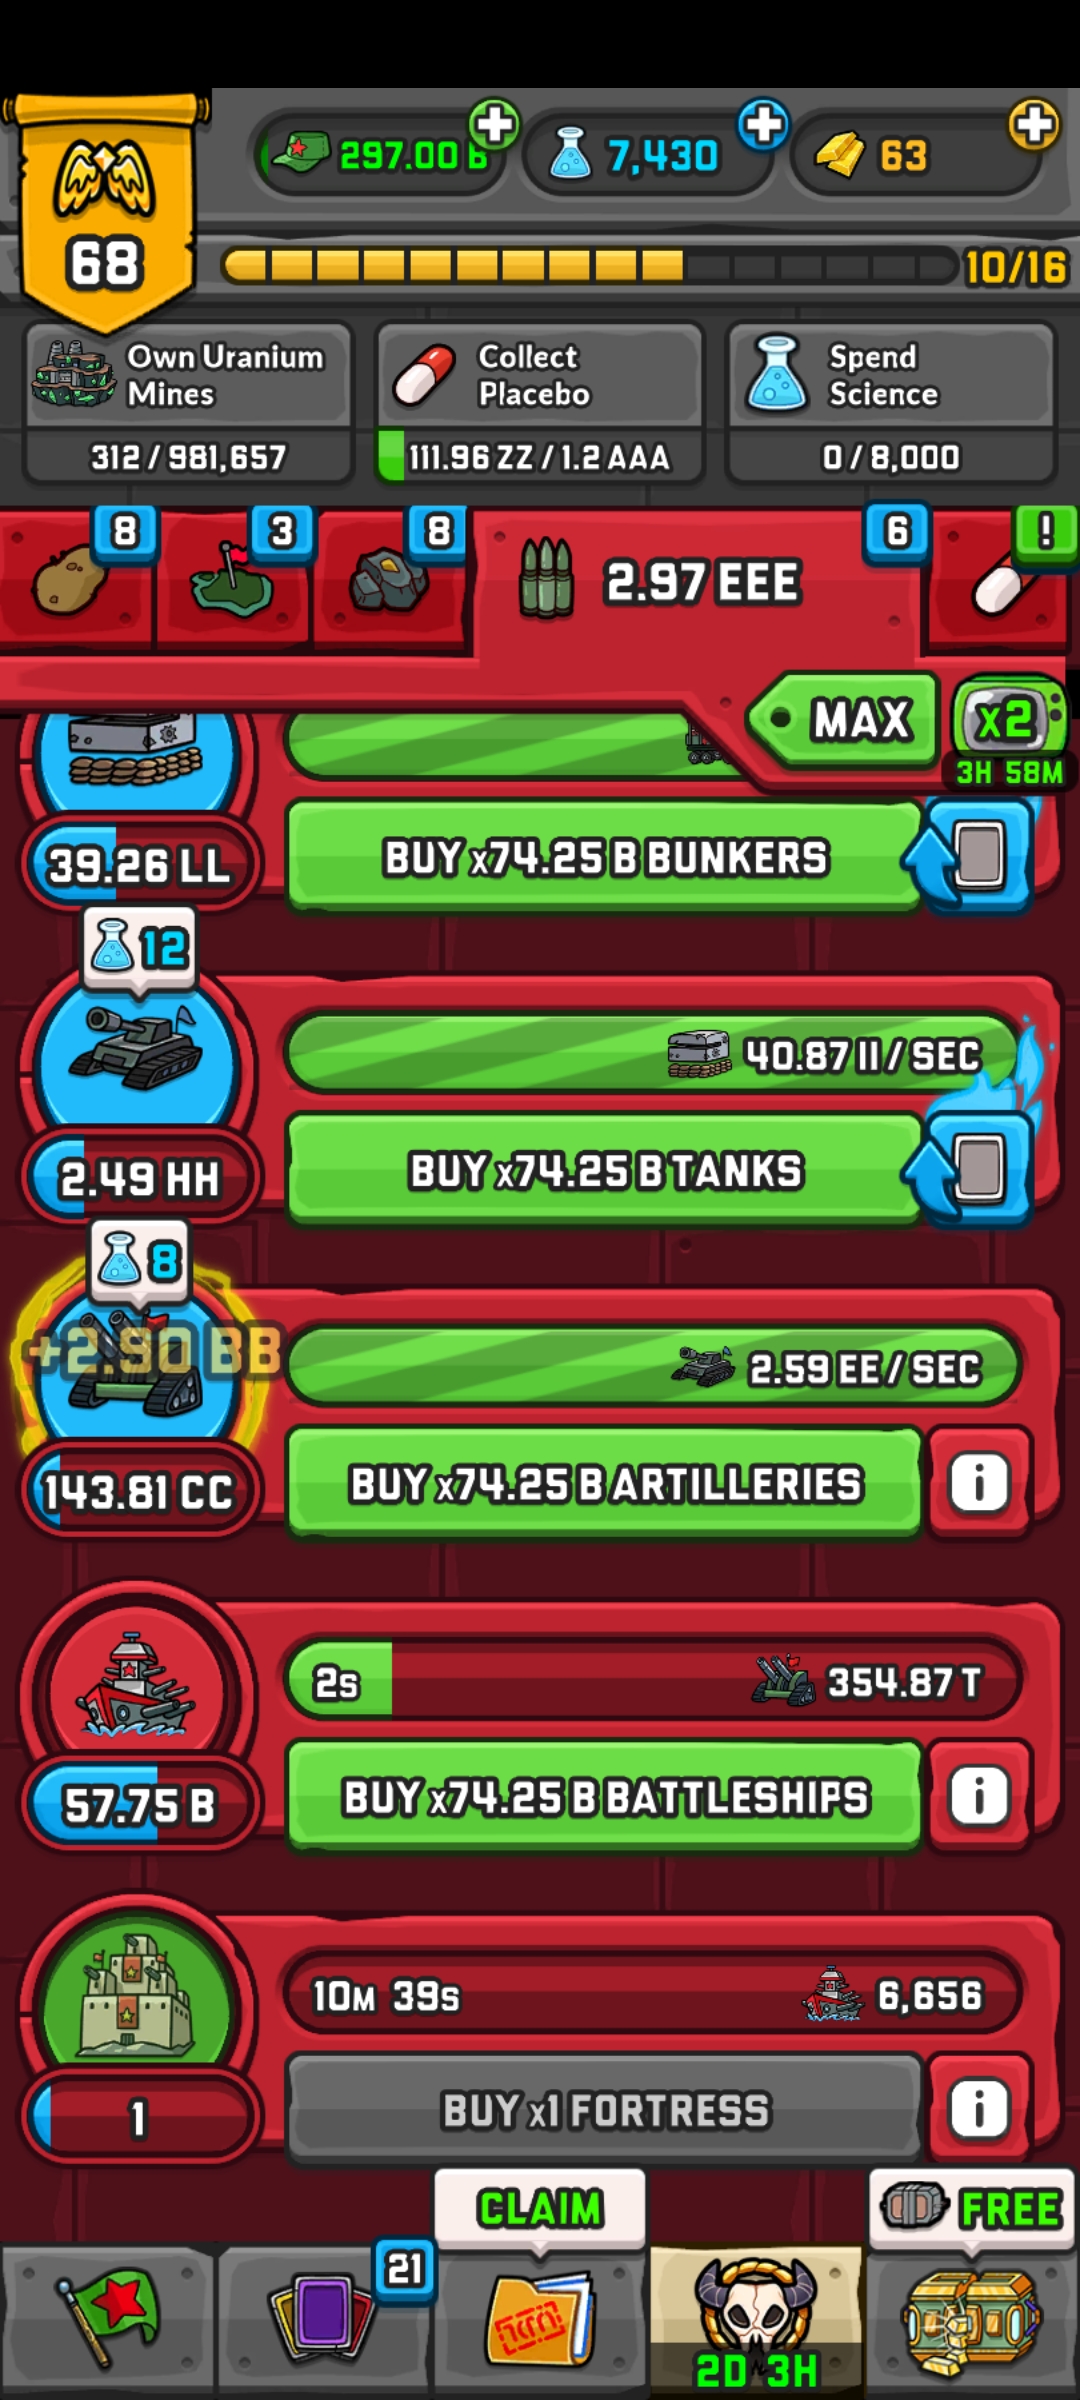 297.00 B
7,430
63
68
10/16
Own Uranium
Mines
312 / 981,657
Collect
Placebo
111.96 ZZ / 1.2 AAA
Spend
Science
0 / 8,000
8
3
8
2.97 EEE
6
!
MAX
x2
3H 58M
39.26 LL
BUY x74.25 B BUNKERS
12
40.87 II / SEC
2.49 HH
BUY x74.25 B TANKS
8
+2.90 BB
2.59 EE / SEC
143.81 CC
BUY x74.25 B ARTILLERIES
i
2s
354.87 T
57.75 B
BUY x74.25 B BATTLESHIPS
i
10M 39s
6,656
1
BUY x1 FORTRESS
i
CLAIM
FREE
21
2D 3H